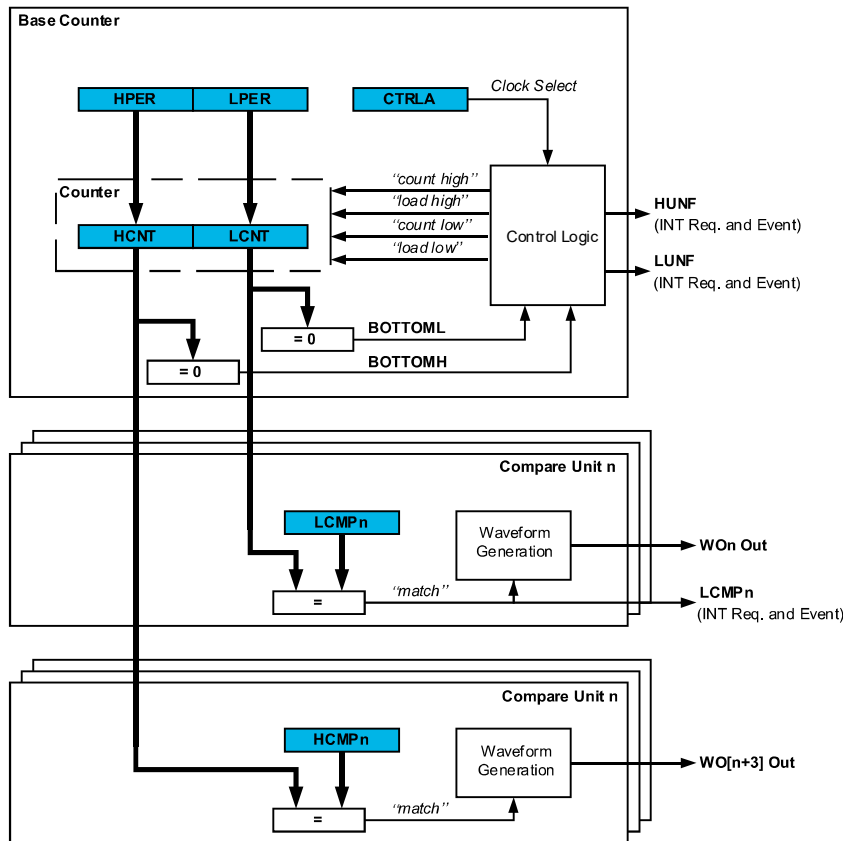 Base Counter
HPER LPER CTRLA Clock Select
Counter
"count high"
"load high"
"count low"
"load low"
HCNT LCNT
Control Logic
HUNF
(INT Req. and Event)
LUNF
(INT Req. and Event)
= 0 BOTTOML
= 0 BOTTOMH
Compare Unit n
LCMPn
Waveform
Generation
WOn Out
= "match"
LCMPn
(INT Req. and Event)
Compare Unit n
HCMPn
Waveform
Generation
WO[n+3] Out
= "match"